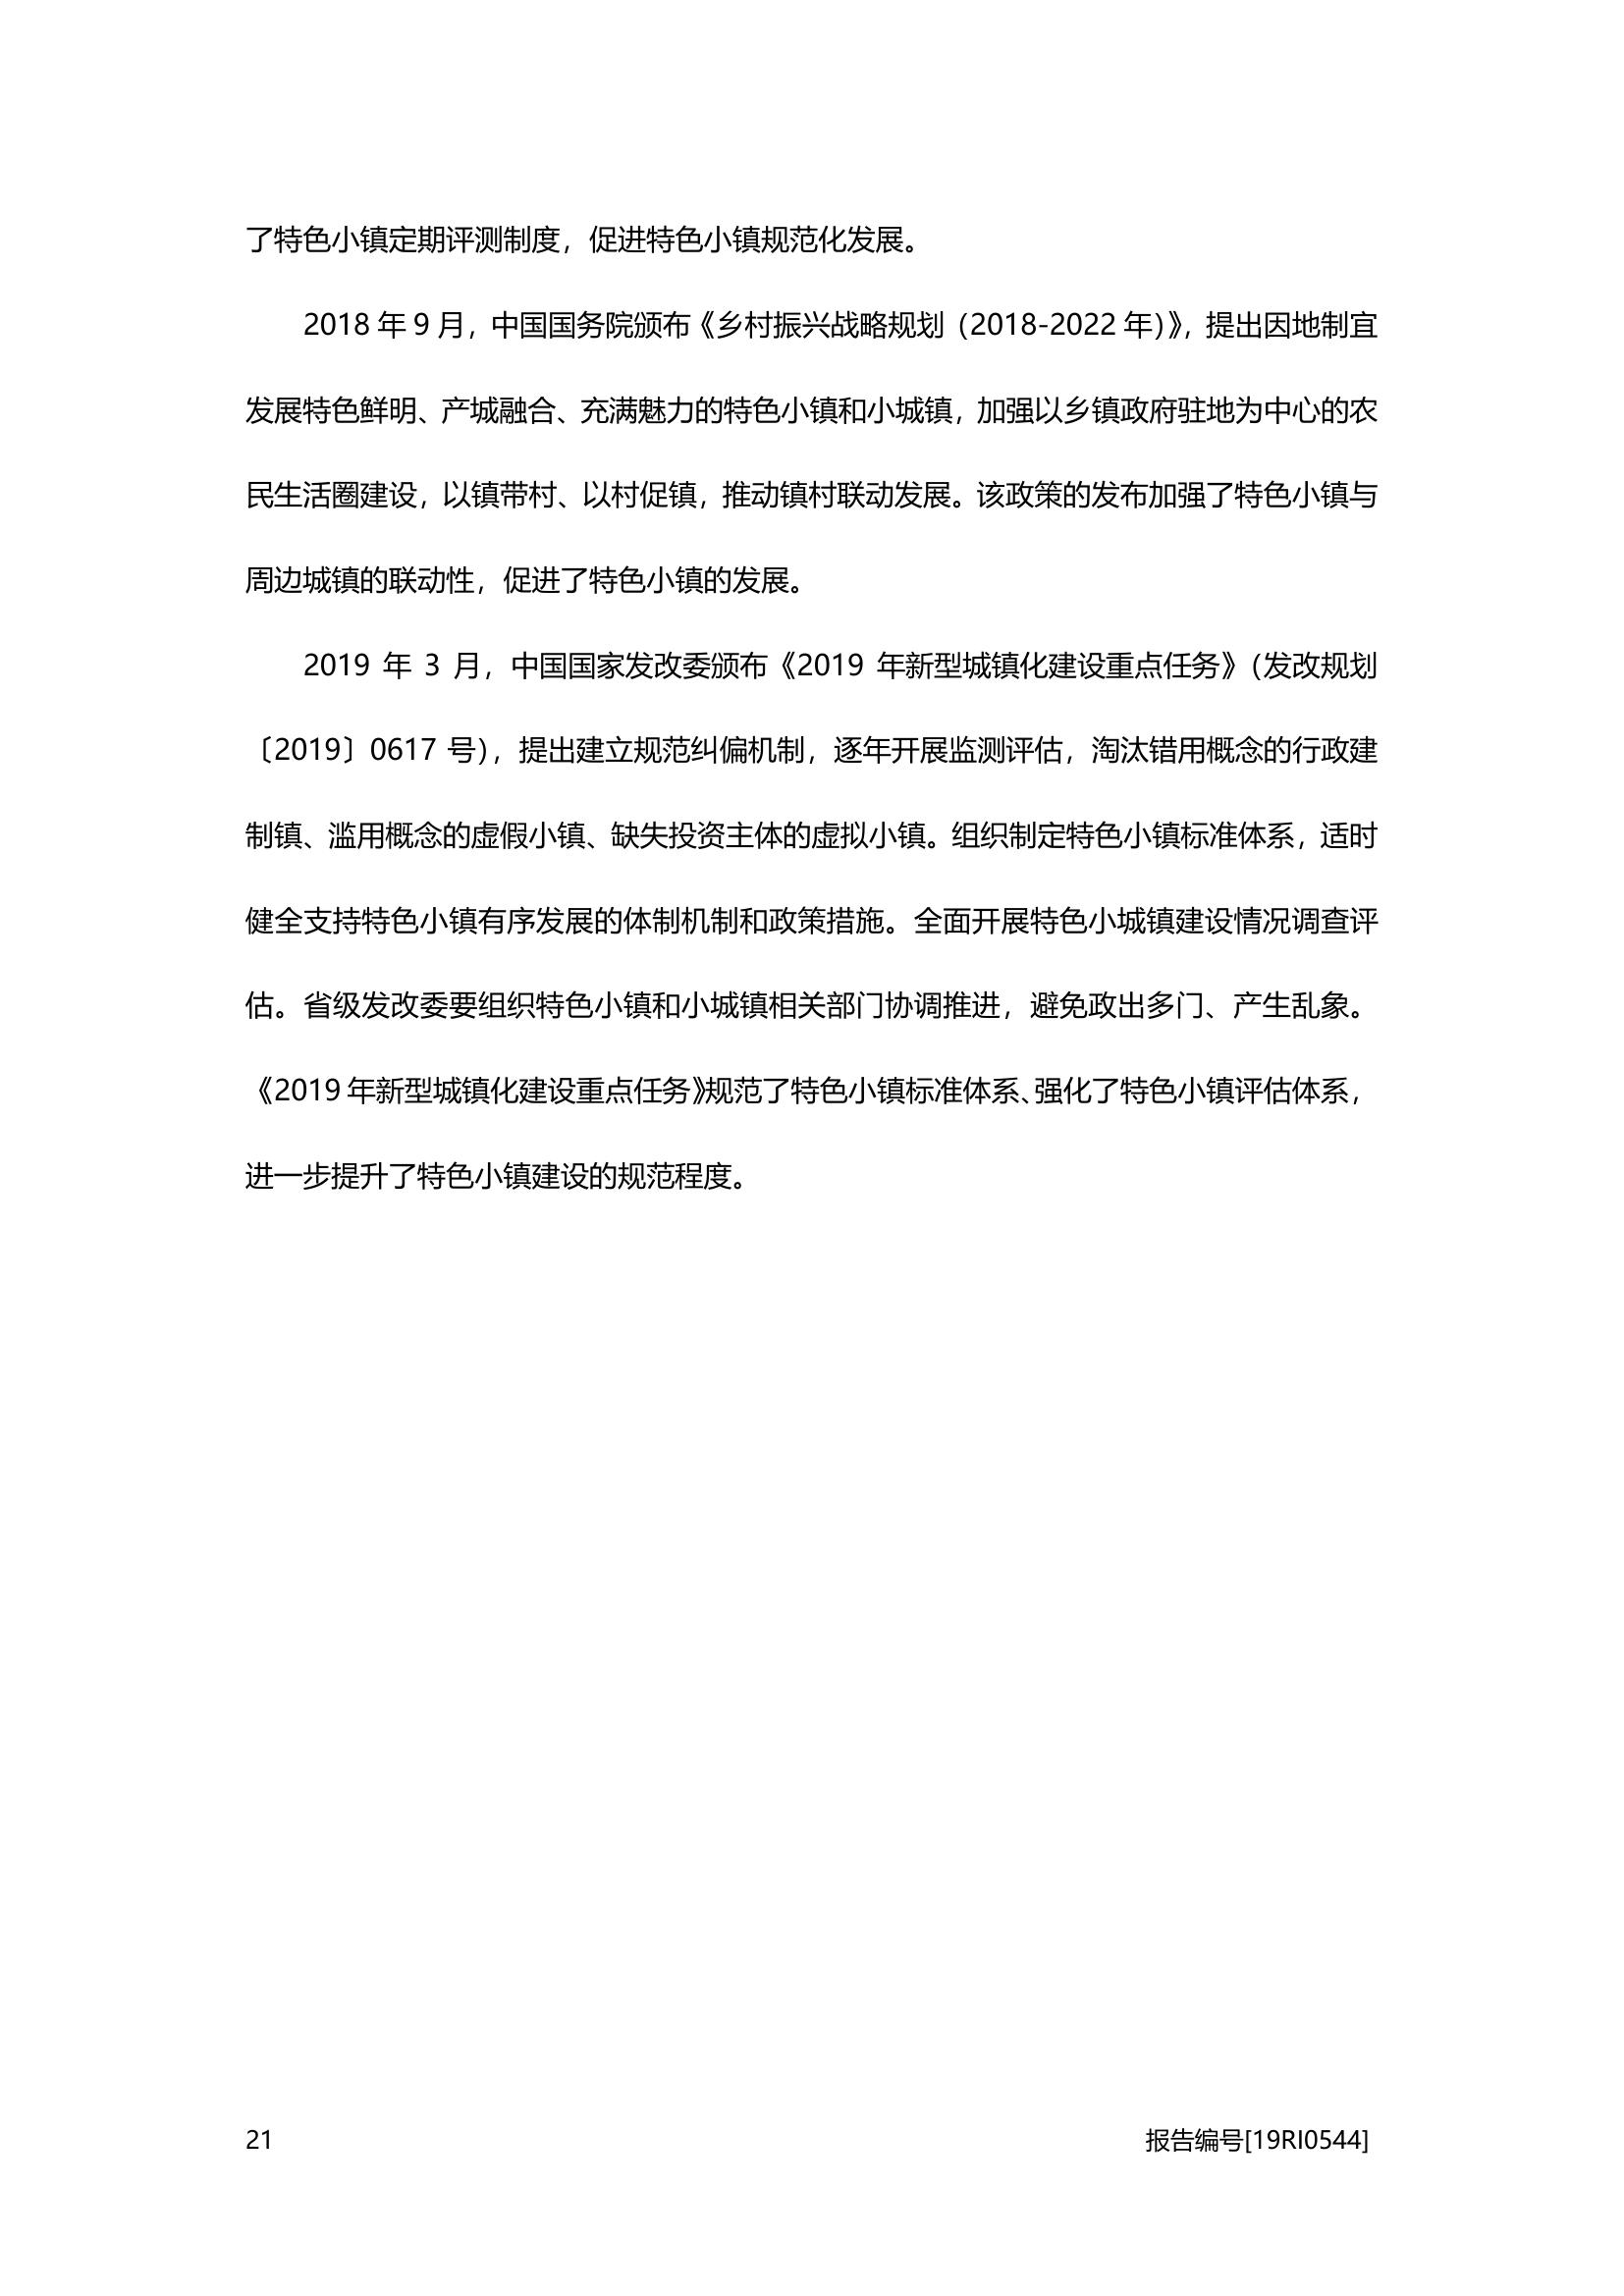 了特色小镇定期评测制度，促进特色小镇规范化发展。
2018 年 9 月，中国国务院颁布《乡村振兴战略规划（2018-2022 年）》，提出因地制宜
发展特色鲜明、产城融合、充满魅力的特色小镇和小城镇，加强以乡镇政府驻地为中心的农
民生活圈建设，以镇带村、以村促镇，推动镇村联动发展。该政策的发布加强了特色小镇与
周边城镇的联动性，促进了特色小镇的发展。
2019 年 3 月，中国国家发改委颁布《2019 年新型城镇化建设重点任务》（发改规划
〔2019〕0617 号），提出建立规范纠偏机制，逐年开展监测评估，淘汰错用概念的行政建
制镇、滥用概念的虚假小镇、缺失投资主体的虚拟小镇。组织制定特色小镇标准体系，适时
健全支持特色小镇有序发展的体制机制和政策措施。全面开展特色小城镇建设情况调查评
估。省级发改委要组织特色小镇和小城镇相关部门协调推进，避免政出多门、产生乱象。
《2019 年新型城镇化建设重点任务》规范了特色小镇标准体系、强化了特色小镇评估体系，
进一步提升了特色小镇建设的规范程度。
21
报告编号[19RI0544]